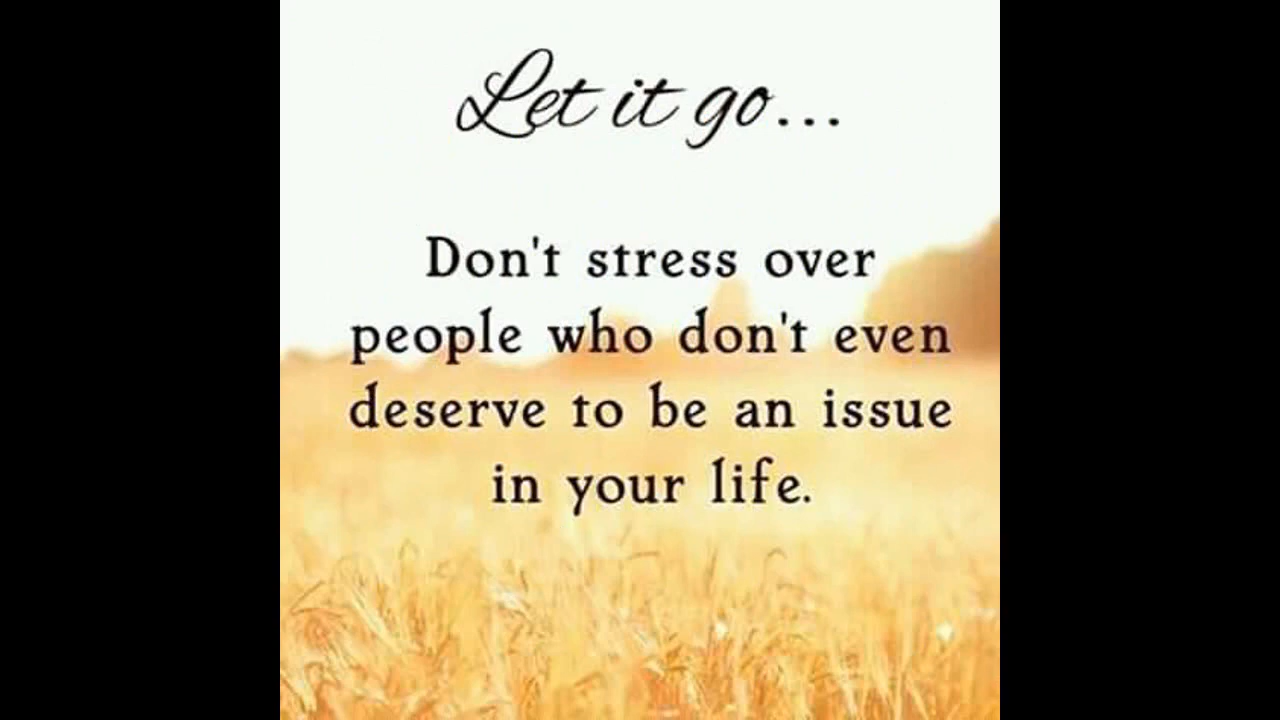 Let it go...
Don't stress over
people who don't even
deserve to be an issue
in your life.